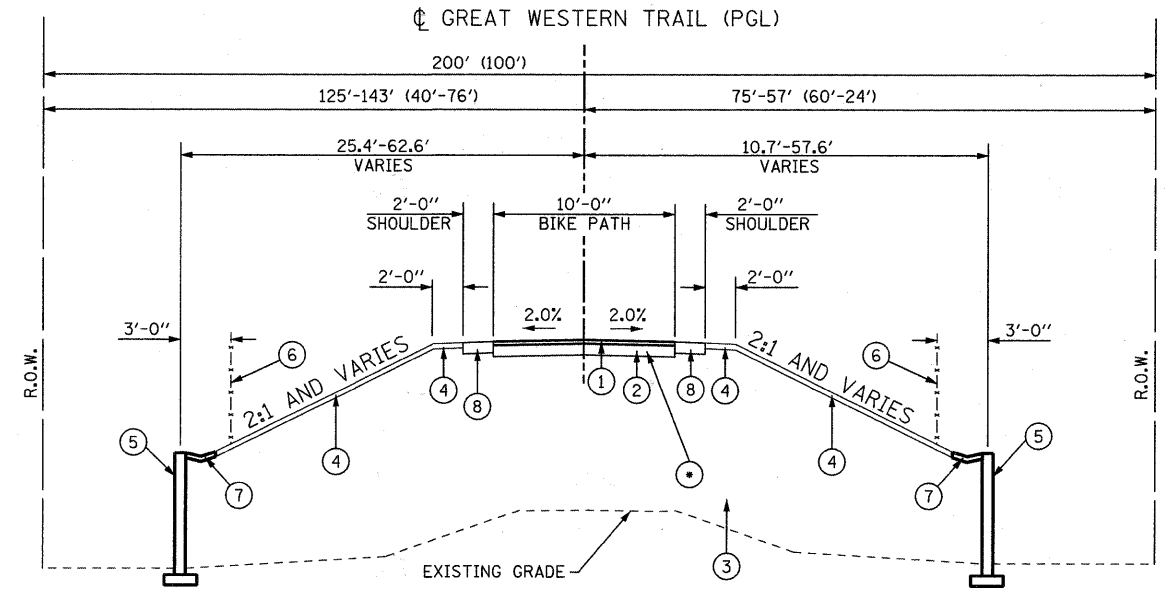 ℄ GREAT WESTERN TRAIL (PGL)
200' (100')
125'-143' (40'-76')
75'-57' (60'-24')
25.4'-62.6'
VARIES
10.7'-57.6'
VARIES
2'-0"
SHOULDER
10'-0"
BIKE PATH
2'-0"
SHOULDER
2'-0"
2'-0"
2.0%
2.0%
3'-0"
3'-0"
6
6
2:1 AND VARIES
2:1 AND VARIES
R.O.W.
R.O.W.
4
8
1
2
8
4
5
5
4
*
4
7
7
3
EXISTING GRADE